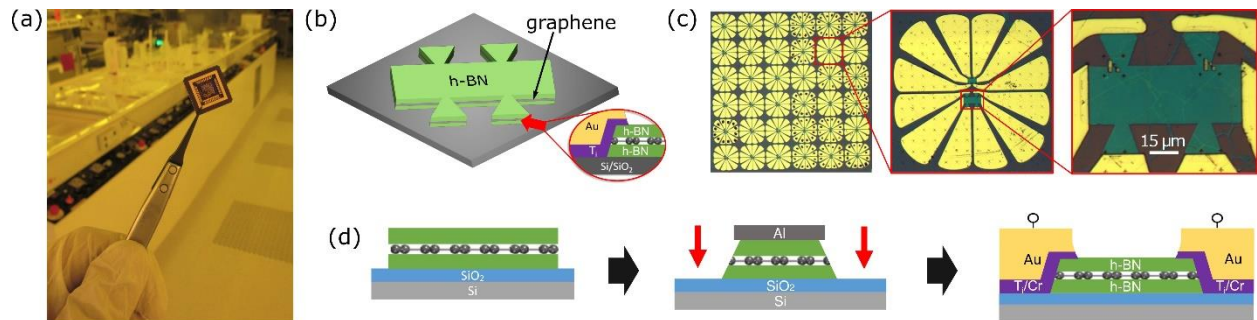 (a)
(b)
graphene
h-BN
Au
Ti
h-BN
h-BN
Si/SiO2
(c)
15 µm
(d)
SiO2
Si
Al
SiO2
Si
Au
Ti/Cr
h-BN
h-BN
Au
Ti/Cr